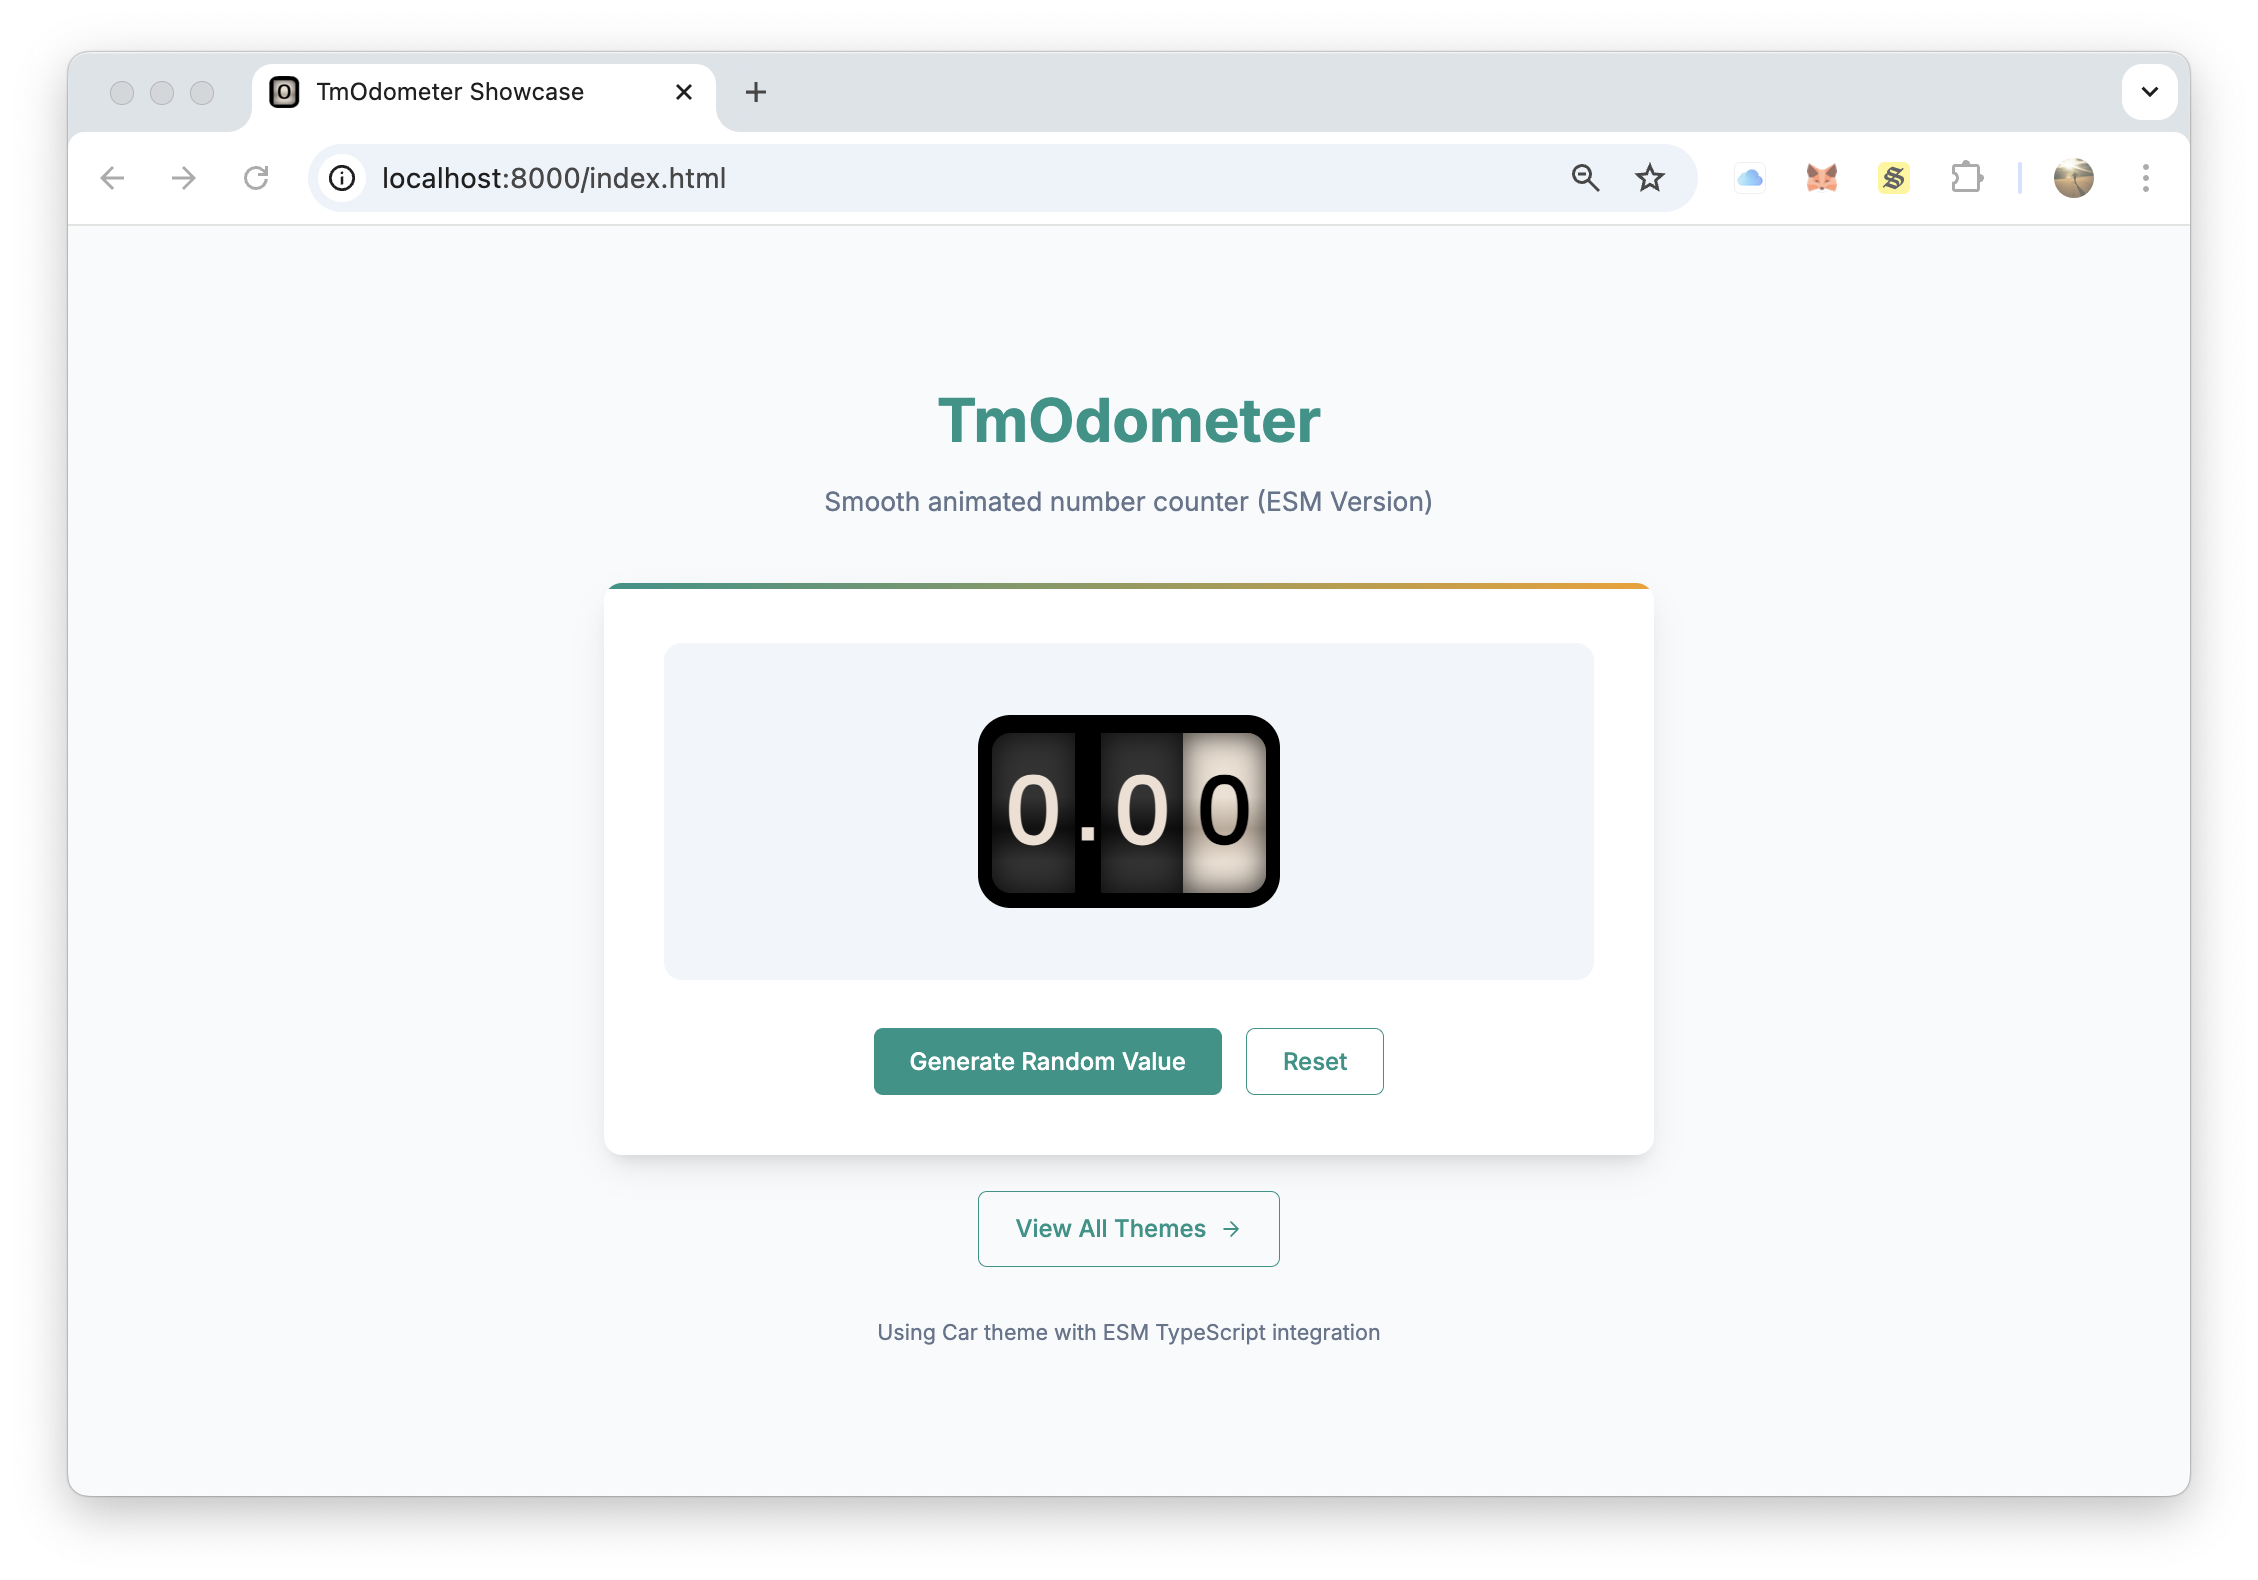 TmOdometer Showcase
localhost:8000/index.html
TmOdometer
Smooth animated number counter (ESM Version)
0.00
Generate Random Value
Reset
View All Themes →
Using Car theme with ESM TypeScript integration